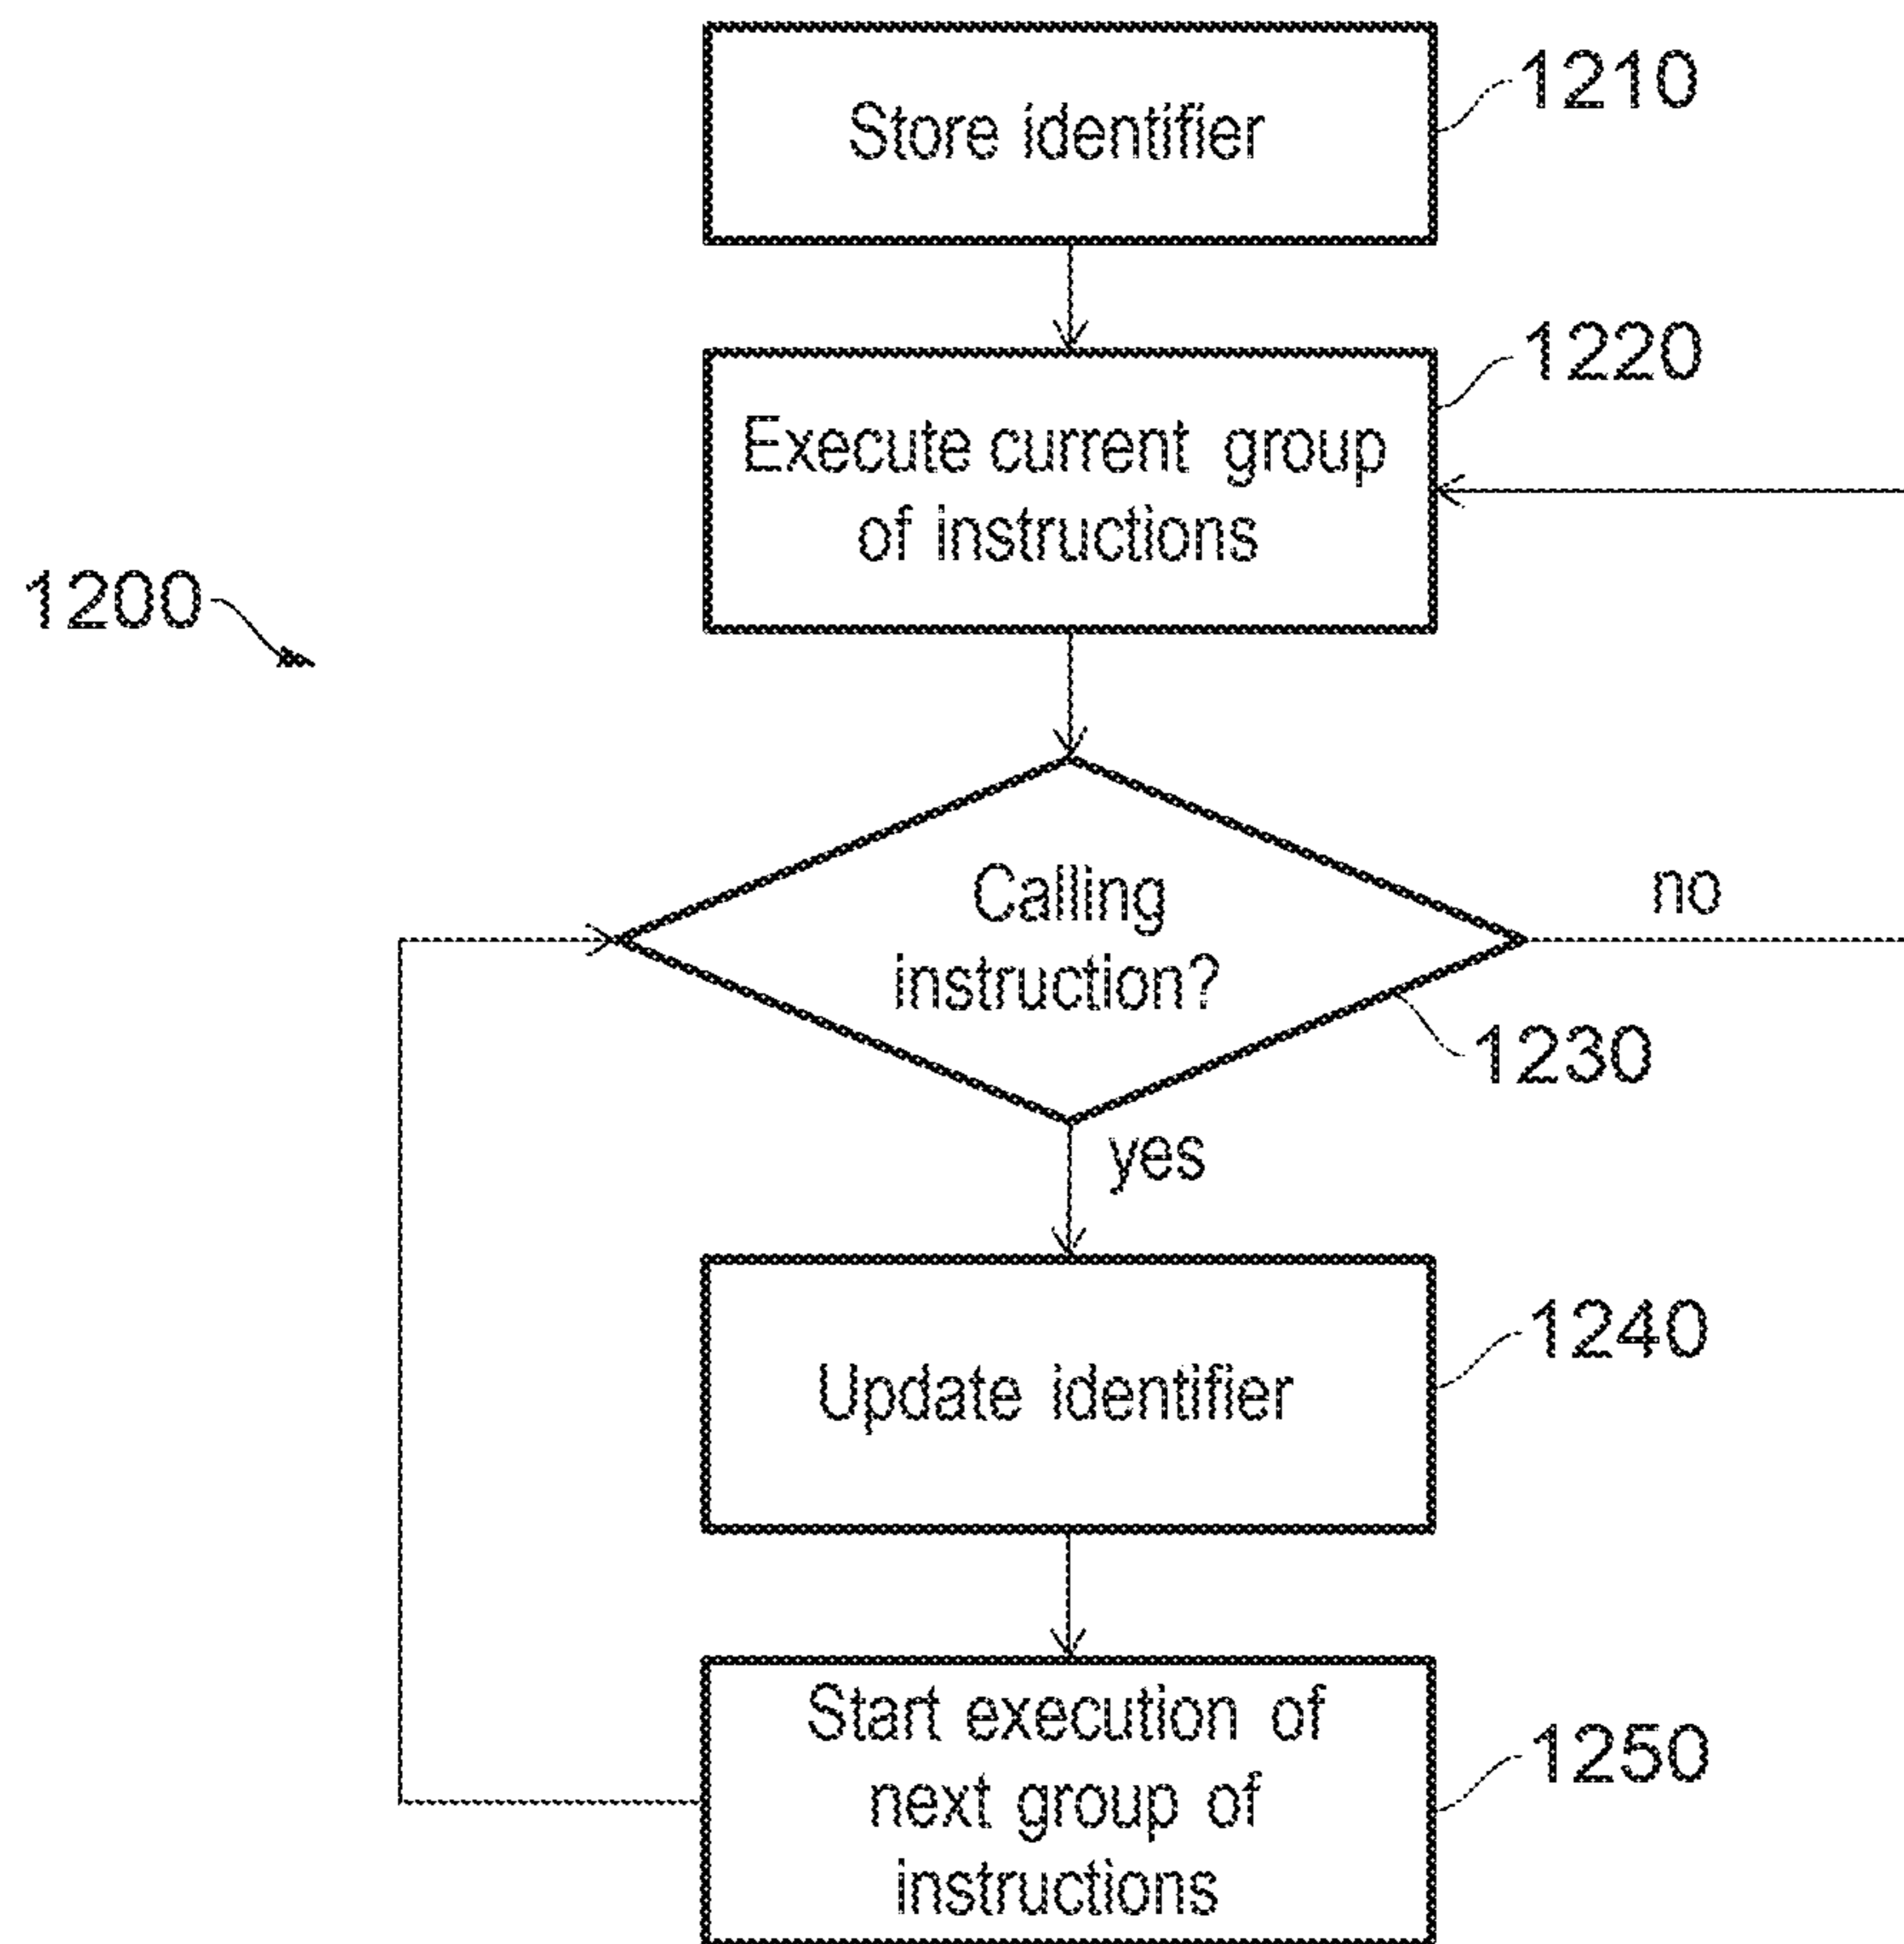 Store identifier
1210
Execute current group
of instructions
1220
1200
Calling
instruction?
no
1230
yes
Update identifier
1240
Start execution of
next group of
instructions
1250